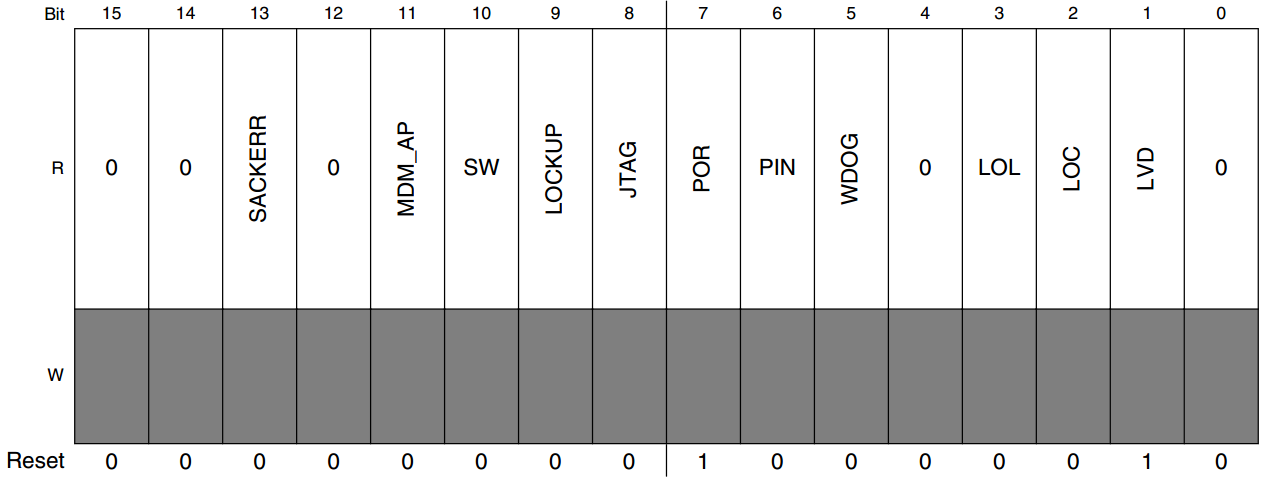 Bit 15 14 13 12 11 10 9 8 7 6 5 4 3 2 1 0
R 0 0 SACKERR 0 MDM_AP SW LOCKUP JTAG POR PIN WDOG 0 LOL LOC LVD 0
W
Reset 0 0 0 0 0 0 0 0 1 0 0 0 0 0 1 0